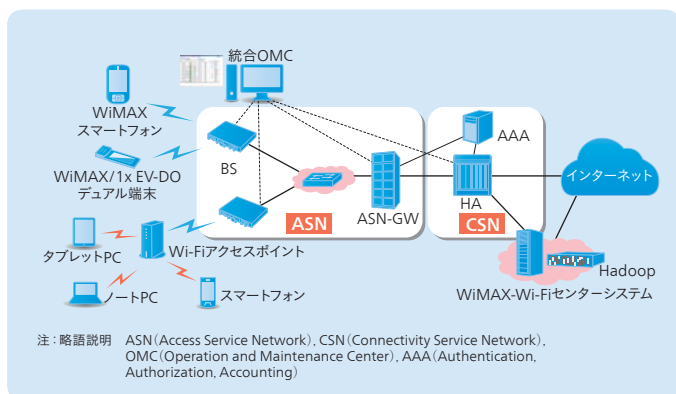 統合OMC
WiMAX
スマートフォン
WiMAX/1x EV-DO
デュアル端末
BS
AAA
インターネット
ASN
ASN-GW
HA
CSN
タブレットPC
Wi-Fiアクセスポイント
ノートPC
スマートフォン
Hadoop
WiMAX-Wi-Fiセンターシステム
注:略語説明 ASN(Access Service Network),CSN(Connectivity Service Network),
OMC(Operation and Maintenance Center),AAA(Authentication,
Authorization, Accounting)